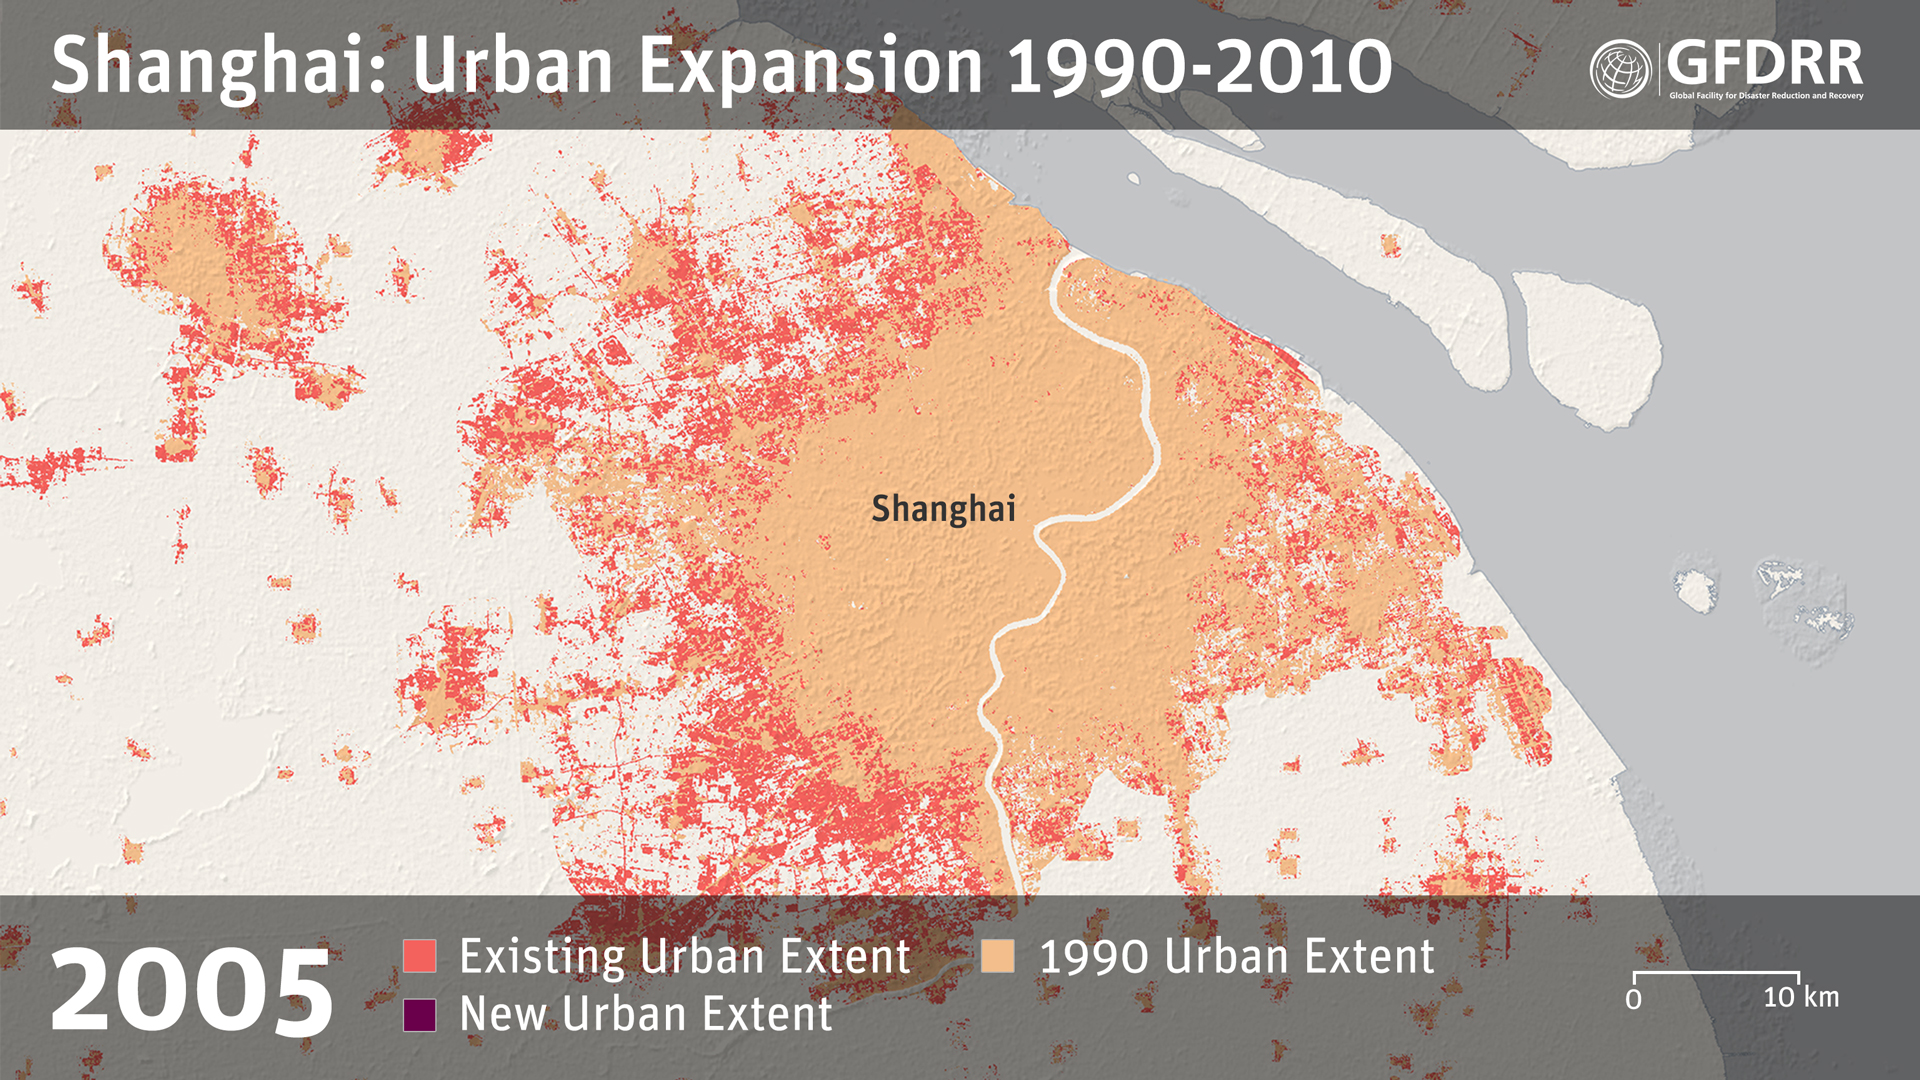 Shanghai: Urban Expansion 1990-2010
GFDRR
Global Facility for Disaster Reduction and Recovery
Shanghai
2005
Existing Urban Extent
1990 Urban Extent
New Urban Extent
0 10 km